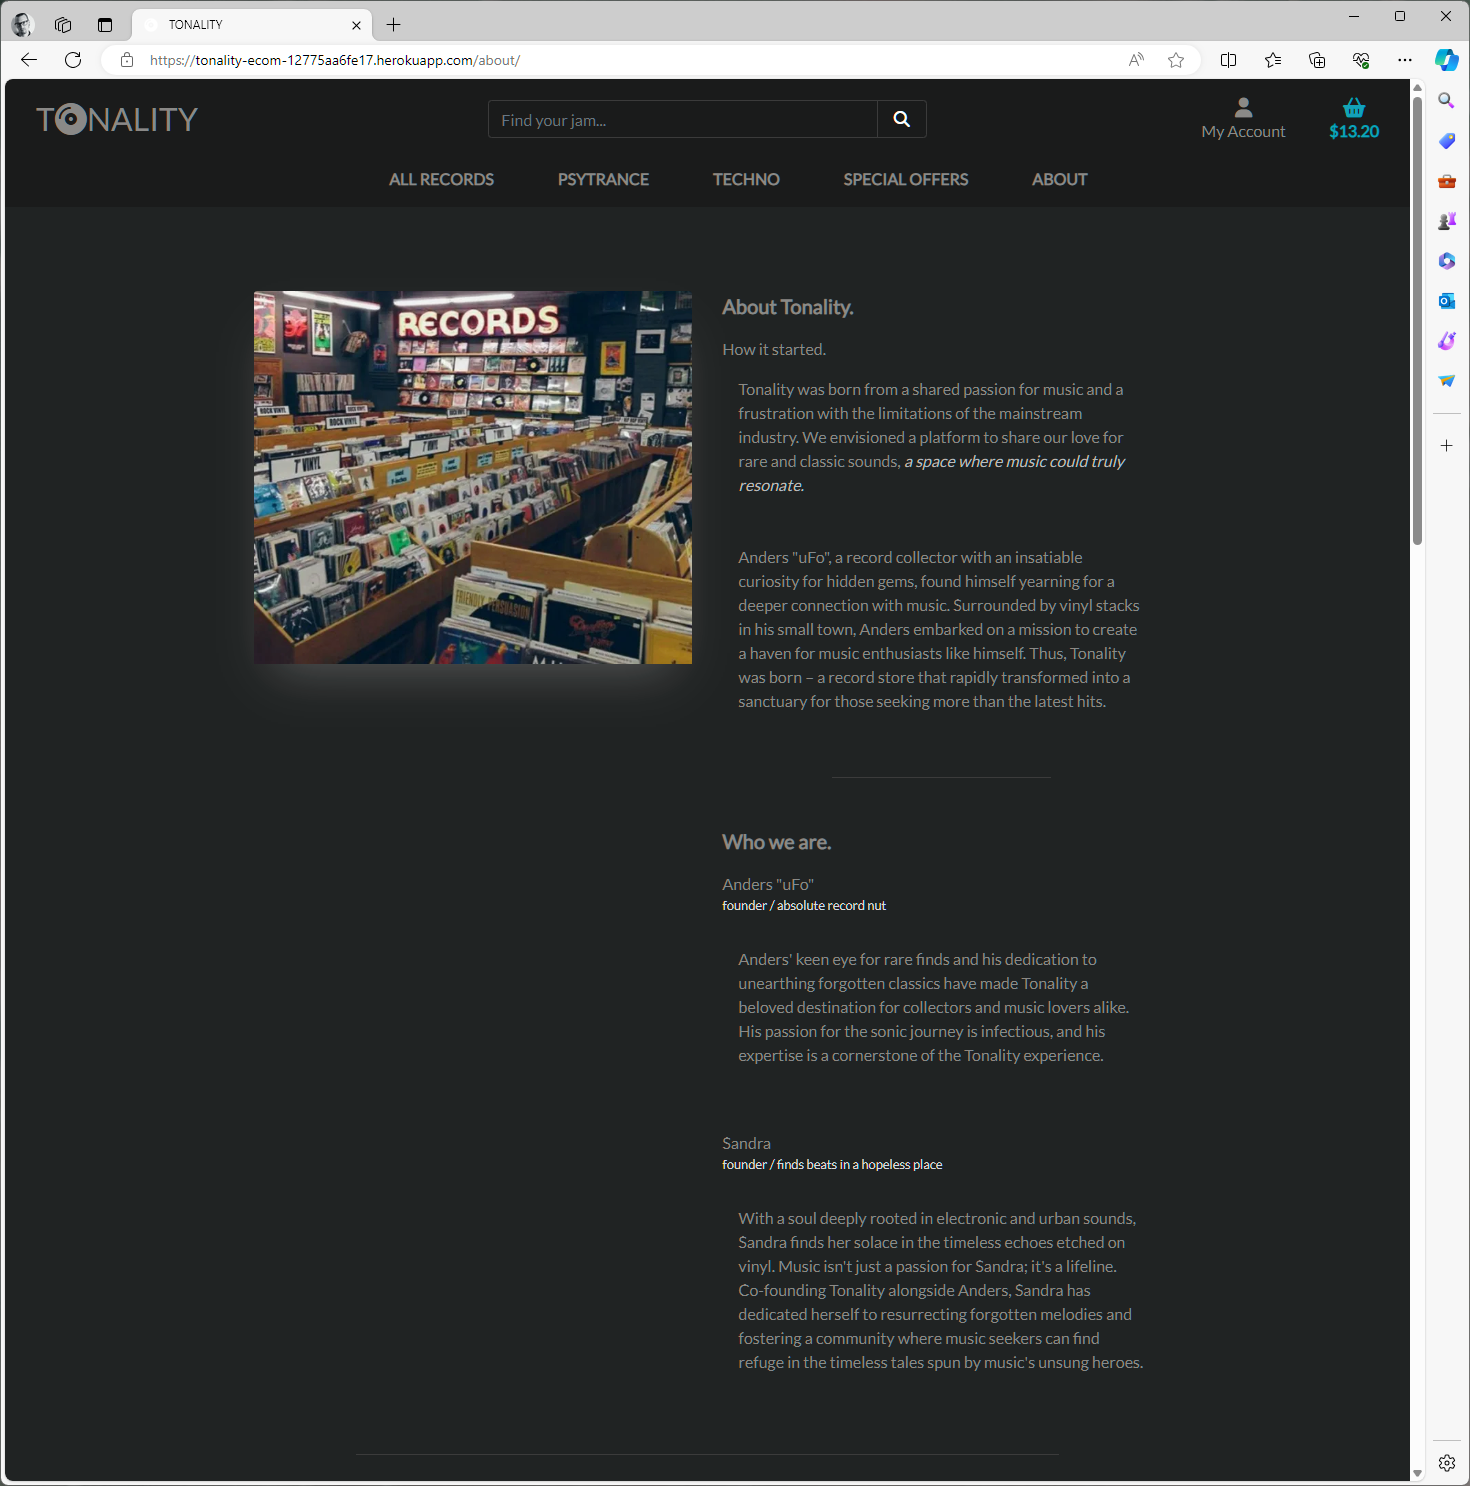 TONALITY
https://tonality-ecom-12775aa6fe17.herokuapp.com/about/
TONALITY
Find your jam...
My Account
$13.20
ALL RECORDS
PSYTRANCE
TECHNO
SPECIAL OFFERS
ABOUT
RECORDS
ROCK VINYL
ROCK VINYL
7" VINYL
7" VINYL
FRIENDLY PERSUASION
About Tonality.
How it started.
Tonality was born from a shared passion for music and a
frustration with the limitations of the mainstream
industry. We envisioned a platform to share our love for
rare and classic sounds, a space where music could truly
resonate.
Anders "uFo", a record collector with an insatiable
curiosity for hidden gems, found himself yearning for a
deeper connection with music. Surrounded by vinyl stacks
in his small town, Anders embarked on a mission to create
a haven for music enthusiasts like himself. Thus, Tonality
was born – a record store that rapidly transformed into a
sanctuary for those seeking more than the latest hits.
Who we are.
Anders "uFo"
founder / absolute record nut
Anders' keen eye for rare finds and his dedication to
unearthing forgotten classics have made Tonality a
beloved destination for collectors and music lovers alike.
His passion for the sonic journey is infectious, and his
expertise is a cornerstone of the Tonality experience.
Sandra
founder / finds beats in a hopeless place
With a soul deeply rooted in electronic and urban sounds,
Sandra finds her solace in the timeless echoes etched on
vinyl. Music isn't just a passion for Sandra; it's a lifeline.
Co-founding Tonality alongside Anders, Sandra has
dedicated herself to resurrecting forgotten melodies and
fostering a community where music seekers can find
refuge in the timeless tales spun by music's unsung heroes.